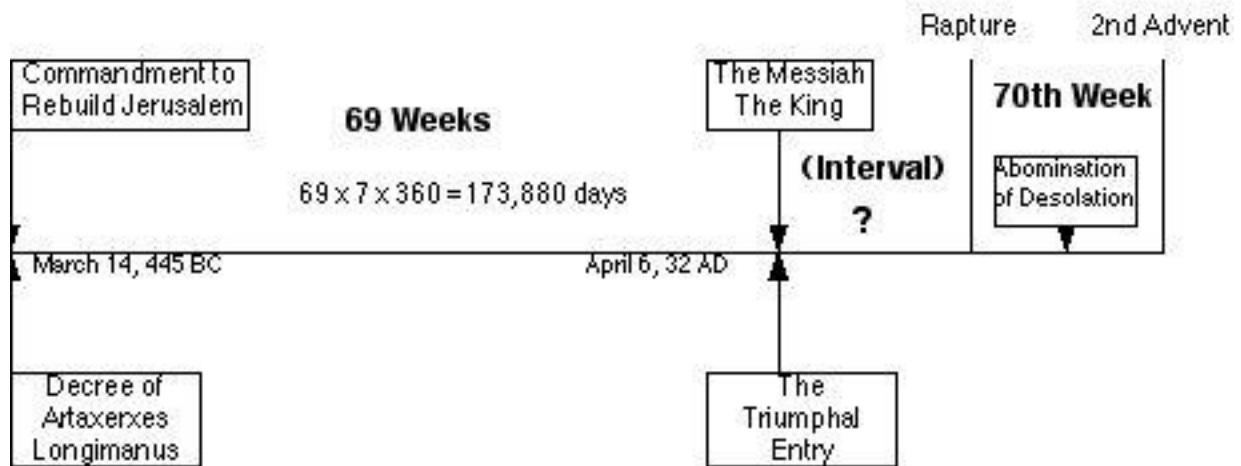 Rapture
2nd Advent
Commandment to
Rebuild Jerusalem
69 Weeks
69 x 7 x 360 = 173,880 days
The Messiah
The King
(Interval)
?
70th Week
Abomination
of Desolation
March 14, 445 BC
April 6, 32 AD
Decree of
Artaxerxes
Longimanus
The
Triumphal
Entry